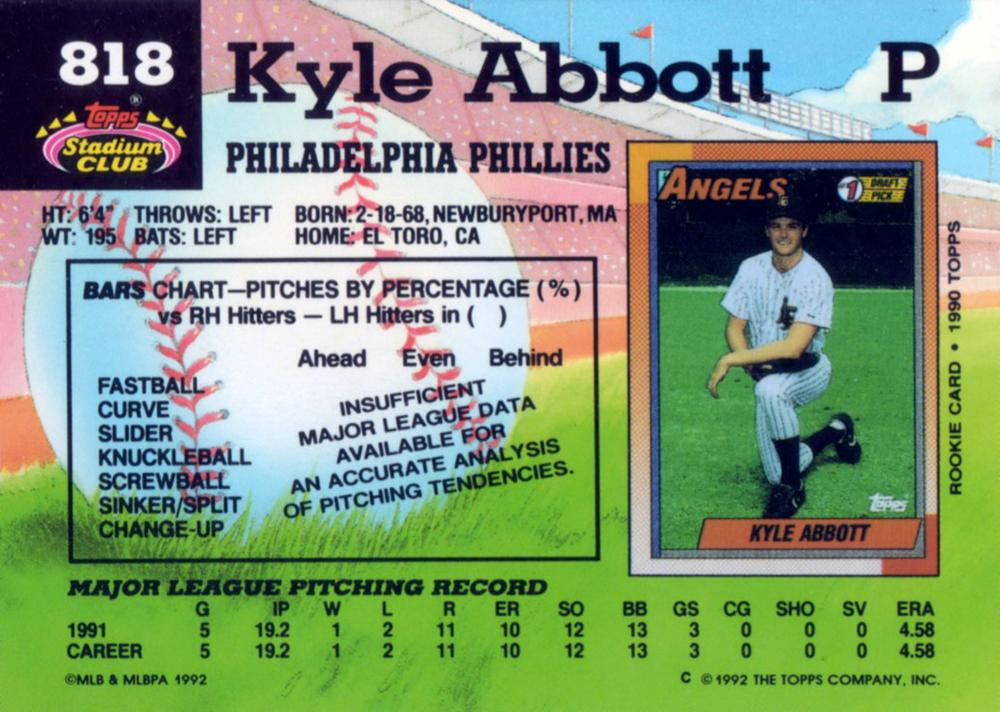 818
Kyle Abbott P
Topps®
Stadium
CLUB
PHILADELPHIA PHILLIES
HT: 6'4" THROWS: LEFT BORN: 2-18-68, NEWBURYPORT, MA
WT: 195 BATS: LEFT HOME: EL TORO, CA
BARS CHART—PITCHES BY PERCENTAGE (%)
vs RH Hitters — LH Hitters in ( )
Ahead Even Behind
FASTBALL
CURVE
SLIDER
KNUCKLEBALL
SCREWBALL
SINKER/SPLIT
CHANGE-UP
INSUFFICIENT
MAJOR LEAGUE DATA
AVAILABLE FOR
AN ACCURATE ANALYSIS
OF PITCHING TENDENCIES.
ANGELS
#1 DRAFT
PICK
Topps
KYLE ABBOTT
ROOKIE CARD • 1990 TOPPS
MAJOR LEAGUE PITCHING RECORD
G IP W L R ER SO BB GS CG SHO SV ERA
1991 5 19.2 1 2 11 10 12 13 3 0 0 0 4.58
CAREER 5 19.2 1 2 11 10 12 13 3 0 0 0 4.58
©MLB & MLBPA 1992
C © 1992 THE TOPPS COMPANY, INC.